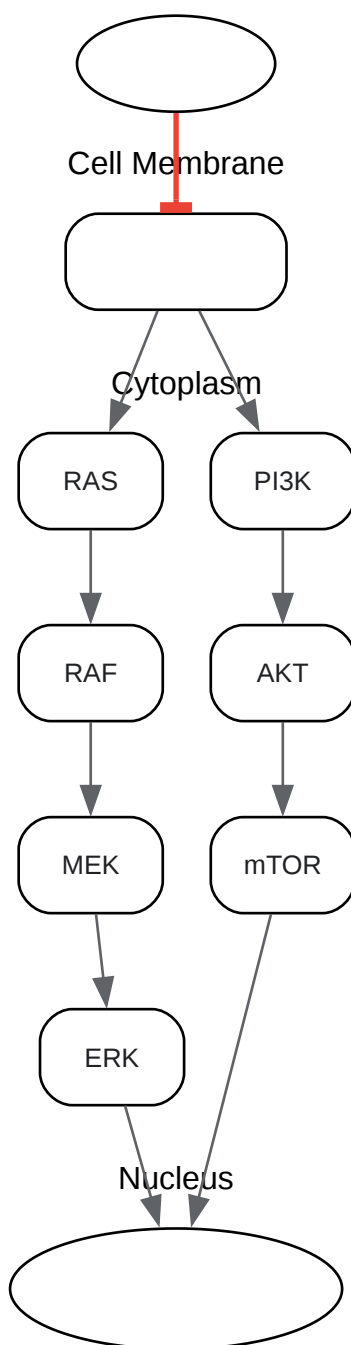 Cell Membrane
Cytoplasm
RAS
PI3K
RAF
AKT
MEK
mTOR
ERK
Nucleus